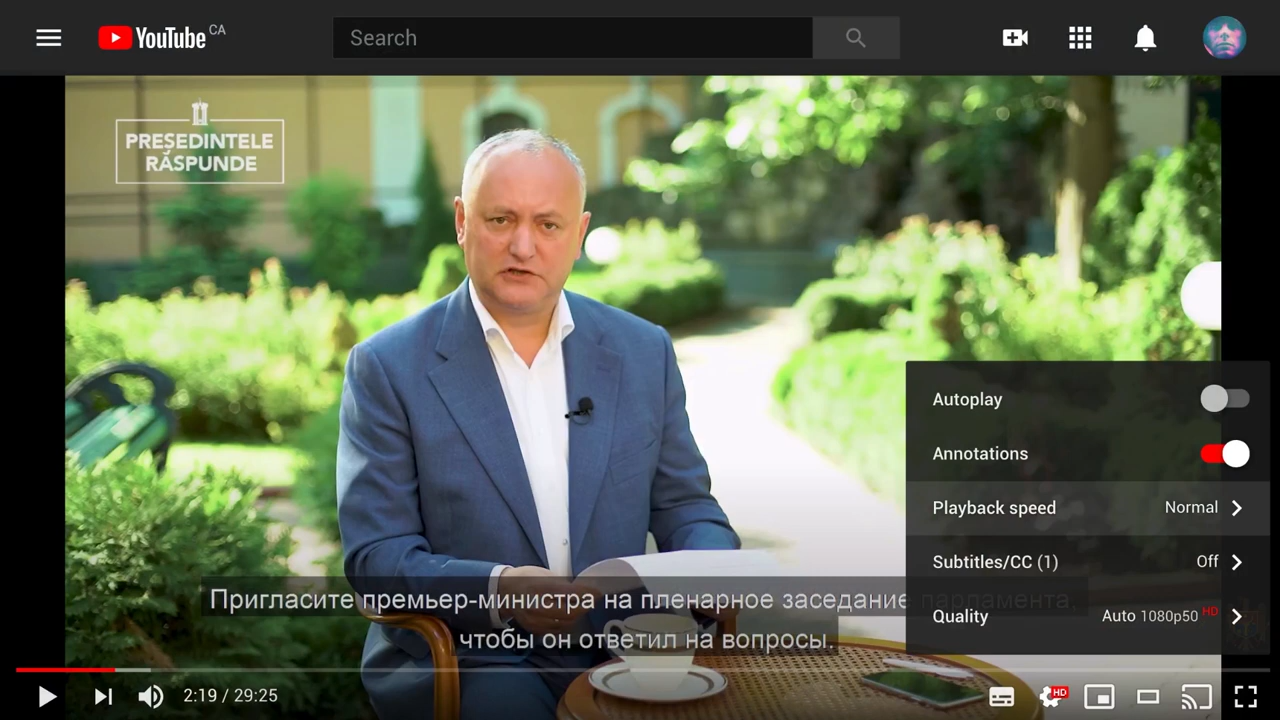 YouTube CA
Search
PREȘEDINTELE
RĂSPUNDE
Autoplay
Annotations
Playback speed Normal
Subtitles/CC (1) Off
Quality Auto 1080p50 HD
Пригласите премьер-министра на пленарное заседание парламента,
чтобы он ответил на вопросы.
2:19 / 29:25
HD